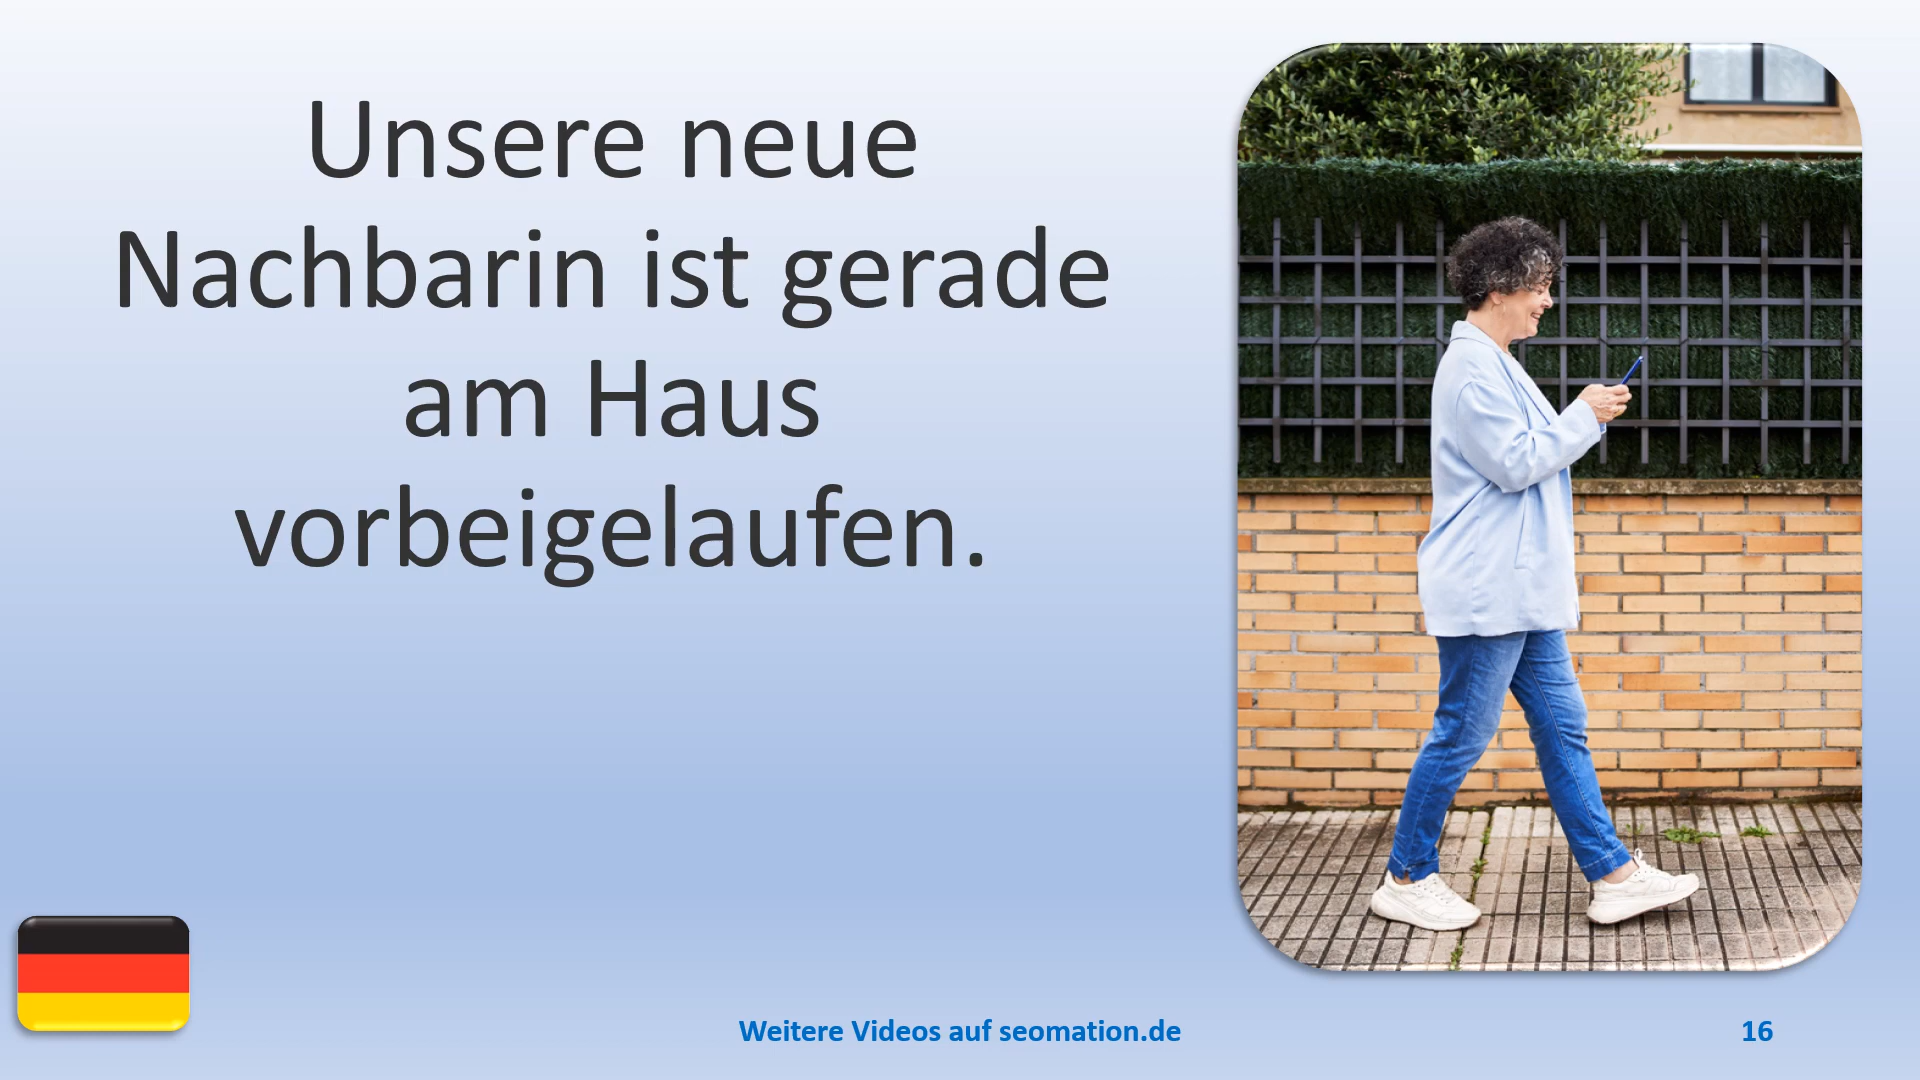 Unsere neue
Nachbarin ist gerade
am Haus
vorbeigelaufen.
Weitere Videos auf seomation.de
16